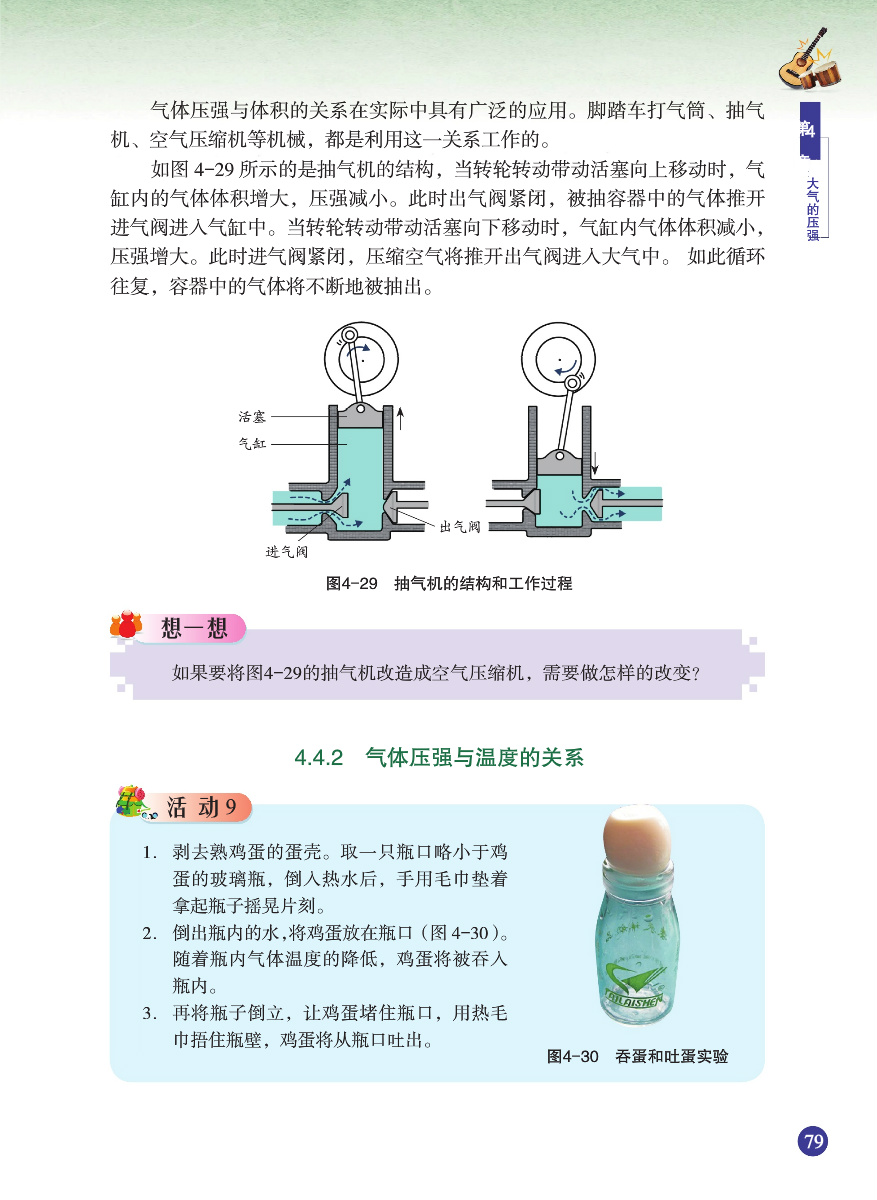 气体压强与体积的关系在实际中具有广泛的应用。脚踏车打气筒、抽气
机、空气压缩机等机械，都是利用这一关系工作的。
如图 4-29 所示的是抽气机的结构，当转轮转动带动活塞向上移动时，气
缸内的气体体积增大，压强减小。此时出气阀紧闭，被抽容器中的气体推开
进气阀进入气缸中。当转轮转动带动活塞向下移动时，气缸内气体体积减小，
压强增大。此时进气阀紧闭，压缩空气将推开出气阀进入大气中。 如此循环
往复，容器中的气体将不断地被抽出。
第4
大气的压强
活塞
气缸
出气阀
进气阀
图4-29 抽气机的结构和工作过程
想一想
如果要将图4-29的抽气机改造成空气压缩机，需要做怎样的改变？
4.4.2 气体压强与温度的关系
活 动 9
1. 剥去熟鸡蛋的蛋壳。取一只瓶口略小于鸡
蛋的玻璃瓶，倒入热水后，手用毛巾垫着
拿起瓶子摇晃片刻。
2. 倒出瓶内的水，将鸡蛋放在瓶口（图 4-30）。
随着瓶内气体温度的降低，鸡蛋将被吞入
瓶内。
3. 再将瓶子倒立，让鸡蛋堵住瓶口，用热毛
巾捂住瓶壁，鸡蛋将从瓶口吐出。
图4-30 吞蛋和吐蛋实验
79